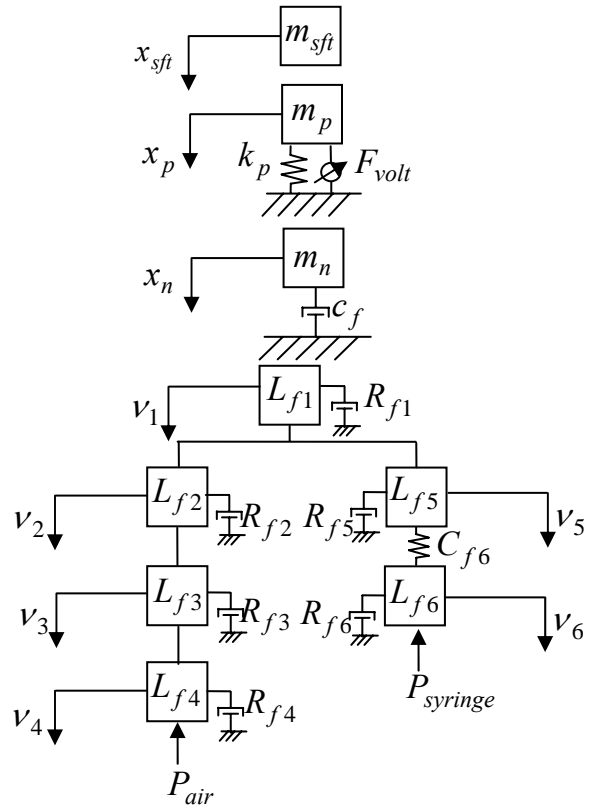 m_sft
x_sft
m_p
x_p
k_p
F_volt
m_n
x_n
c_f
L_f1
R_f1
ν_1
L_f2
R_f2
ν_2
R_f5
L_f5
ν_5
C_f6
L_f3
R_f3
ν_3
R_f6
L_f6
ν_6
L_f4
R_f4
ν_4
P_syringe
P_air